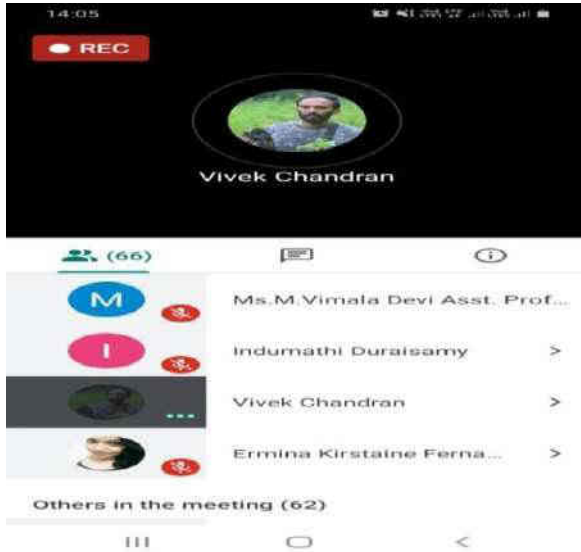 14:05
REC
Vivek Chandran
(66)
M
Ms.M.Vimala Devi Asst. Prof...
I
Indumathi Duraisamy
Vivek Chandran
Ermina Kirstaine Ferna...
Others in the meeting (62)